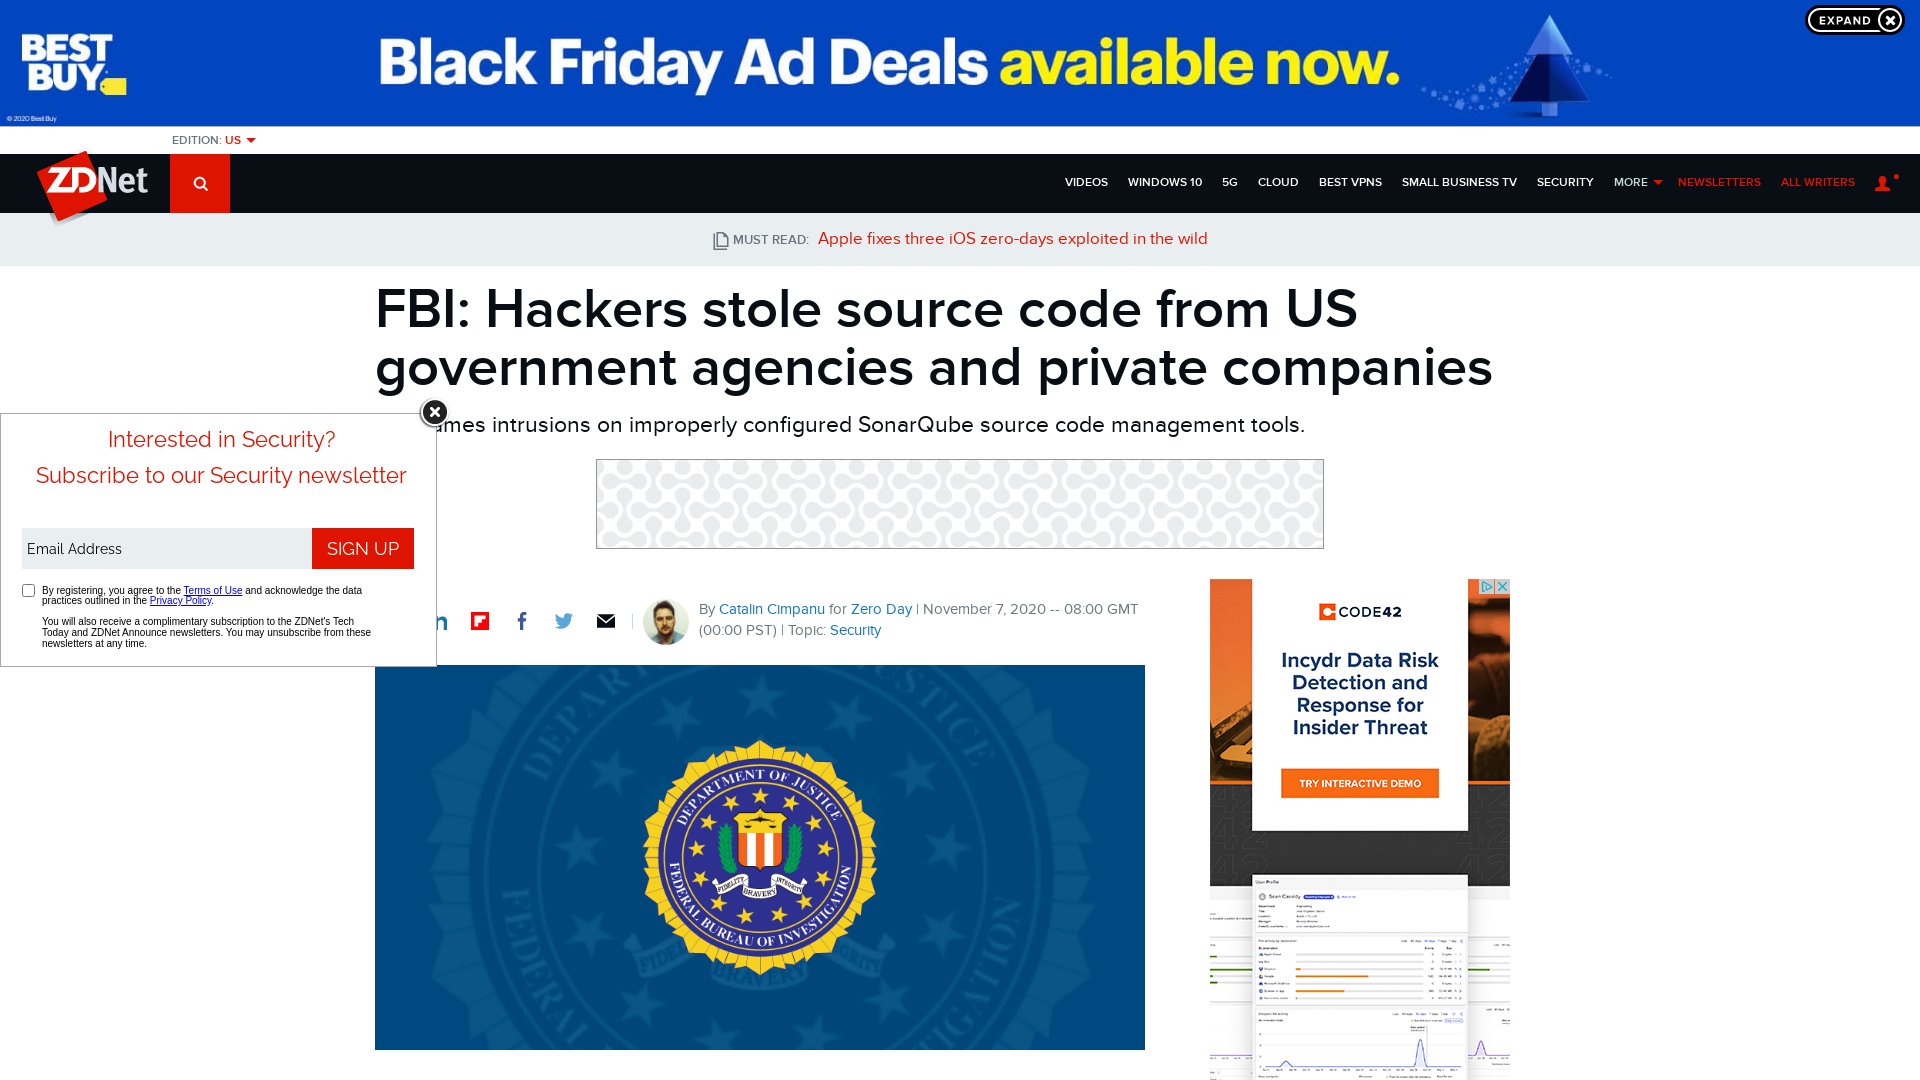 BEST
BUY
Black Friday Ad Deals available now.
EXPAND
© 2020 Best Buy
EDITION: US
ZDNet
VIDEOS WINDOWS 10 5G CLOUD BEST VPNS SMALL BUSINESS TV SECURITY MORE NEWSLETTERS ALL WRITERS
MUST READ: Apple fixes three iOS zero-days exploited in the wild
FBI: Hackers stole source code from US
government agencies and private companies
intrusions on improperly configured SonarQube source code management tools.
Interested in Security?
Subscribe to our Security newsletter
Email Address
SIGN UP
By registering, you agree to the Terms of Use and acknowledge the data
practices outlined in the Privacy Policy.
You will also receive a complimentary subscription to the ZDNet's Tech
Today and ZDNet Announce newsletters. You may unsubscribe from these
newsletters at any time.
By Catalin Cimpanu for Zero Day | November 7, 2020 -- 08:00 GMT
(00:00 PST) | Topic: Security
DEPARTMENT OF JUSTICE
FIDELITY BRAVERY INTEGRITY
FEDERAL BUREAU OF INVESTIGATION
CODE42
Incydr Data Risk
Detection and
Response for
Insider Threat
TRY INTERACTIVE DEMO
User Profile
Sean Cassidy